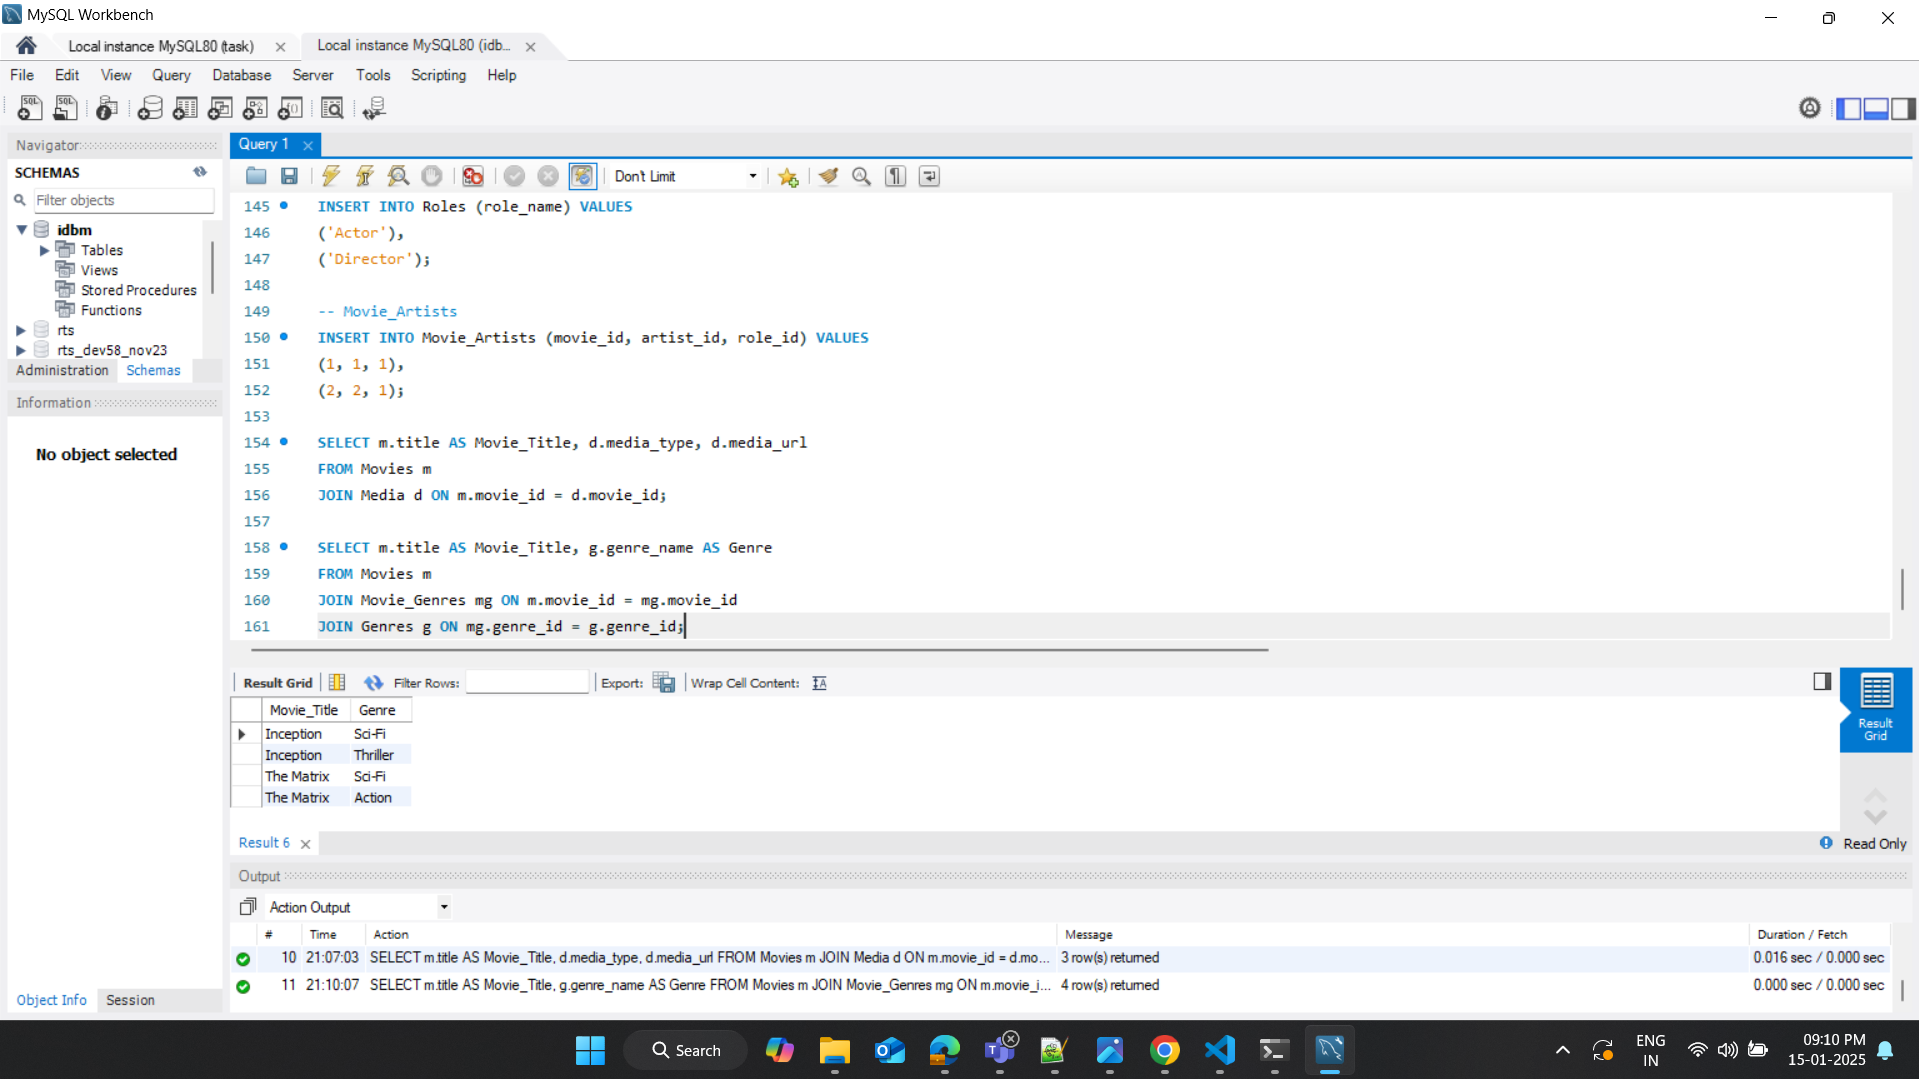 MySQL Workbench
Local instance MySQL80 (task)
Local instance MySQL80 (idb...
File Edit View Query Database Server Tools Scripting Help
Navigator
SCHEMAS
Filter objects
idbm
Tables
Views
Stored Procedures
Functions
rts
rts_dev58_nov23
Administration Schemas
Information
No object selected
Object Info Session
Query 1
Don't Limit
145 INSERT INTO Roles (role_name) VALUES
146 ('Actor'),
147 ('Director');
148
149 -- Movie_Artists
150 INSERT INTO Movie_Artists (movie_id, artist_id, role_id) VALUES
151 (1, 1, 1),
152 (2, 2, 1);
153
154 SELECT m.title AS Movie_Title, d.media_type, d.media_url
155 FROM Movies m
156 JOIN Media d ON m.movie_id = d.movie_id;
157
158 SELECT m.title AS Movie_Title, g.genre_name AS Genre
159 FROM Movies m
160 JOIN Movie_Genres mg ON m.movie_id = mg.movie_id
161 JOIN Genres g ON mg.genre_id = g.genre_id;
Result Grid Filter Rows: Export: Wrap Cell Content:
Movie_Title Genre
Inception Sci-Fi
Inception Thriller
The Matrix Sci-Fi
The Matrix Action
Result
Grid
Result 6
Read Only
Output
Action Output
# Time Action Message Duration / Fetch
10 21:07:03 SELECT m.title AS Movie_Title, d.media_type, d.media_url FROM Movies m JOIN Media d ON m.movie_id = d.mo... 3 row(s) returned 0.016 sec / 0.000 sec
11 21:10:07 SELECT m.title AS Movie_Title, g.genre_name AS Genre FROM Movies m JOIN Movie_Genres mg ON m.movie_i... 4 row(s) returned 0.000 sec / 0.000 sec
Search
ENG
IN
09:10 PM
15-01-2025